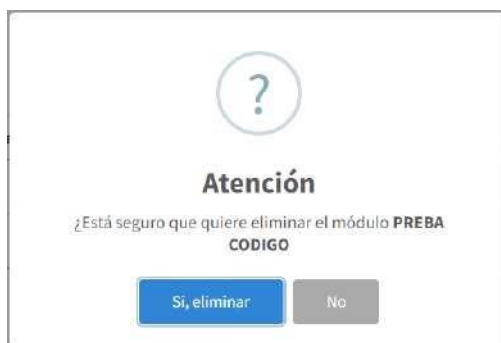 ?
Atención
¿Está seguro que quiere eliminar el módulo PREBA
CODIGO
Si, eliminar
No